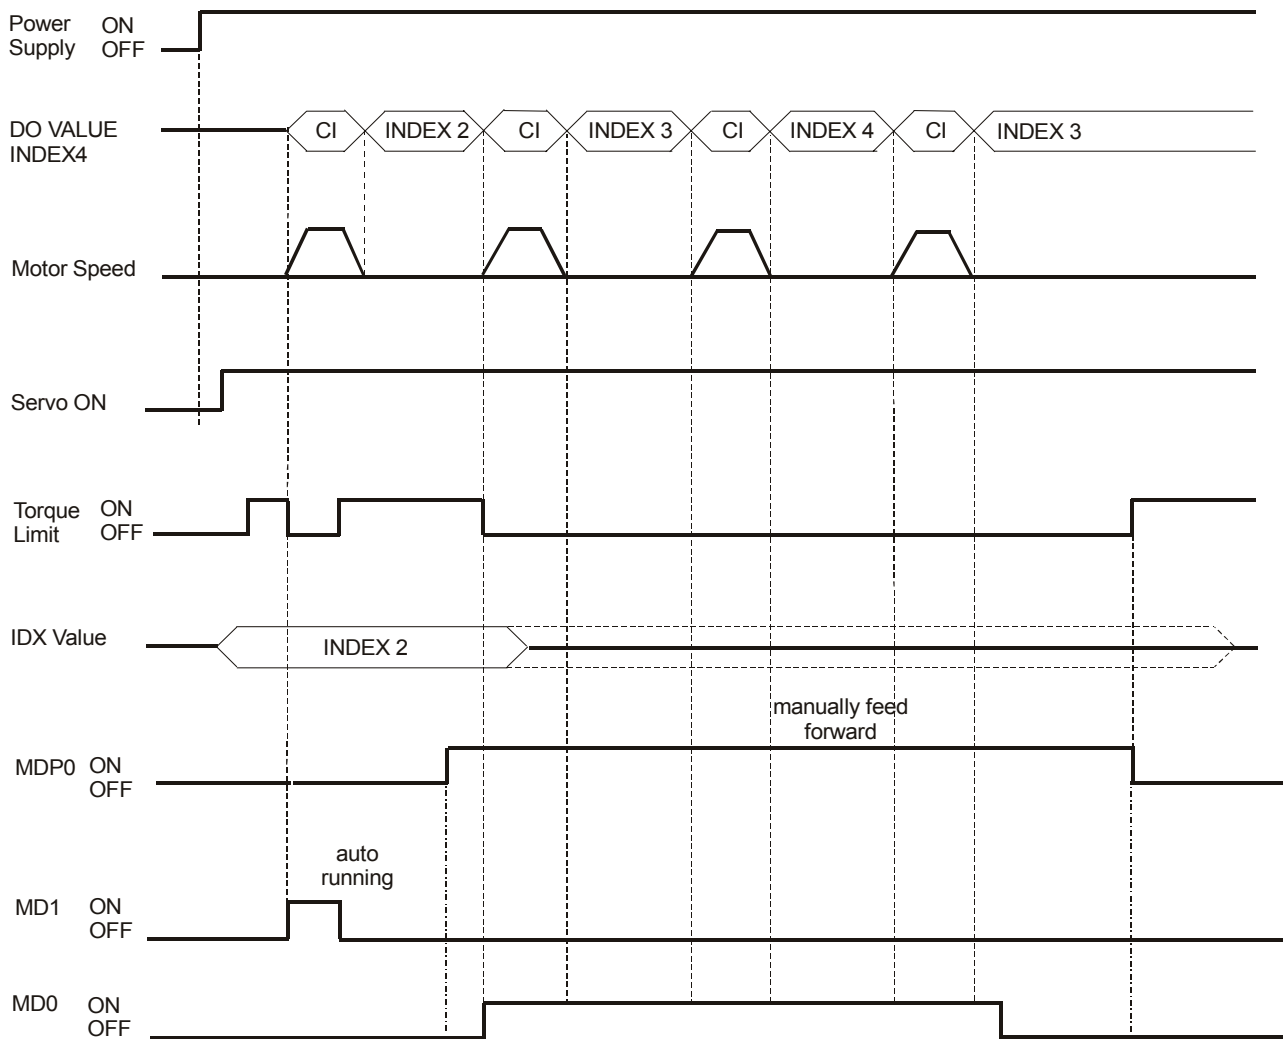 Power ON
Supply OFF
DO VALUE
INDEX4
CI
INDEX 2
CI
INDEX 3
CI
INDEX 4
CI
INDEX 3
Motor Speed
Servo ON
Torque ON
Limit OFF
IDX Value
INDEX 2
manually feed
forward
MDP0 ON
OFF
auto
running
MD1 ON
OFF
MD0 ON
OFF